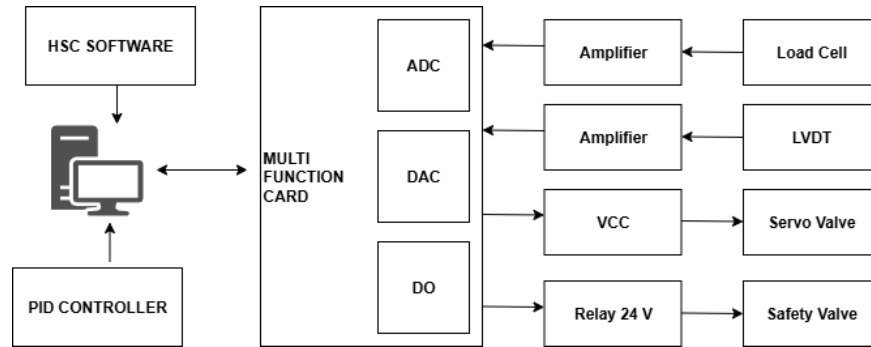 HSC SOFTWARE
PID CONTROLLER
MULTI
FUNCTION
CARD
ADC
DAC
DO
Amplifier
Load Cell
Amplifier
LVDT
VCC
Servo Valve
Relay 24 V
Safety Valve